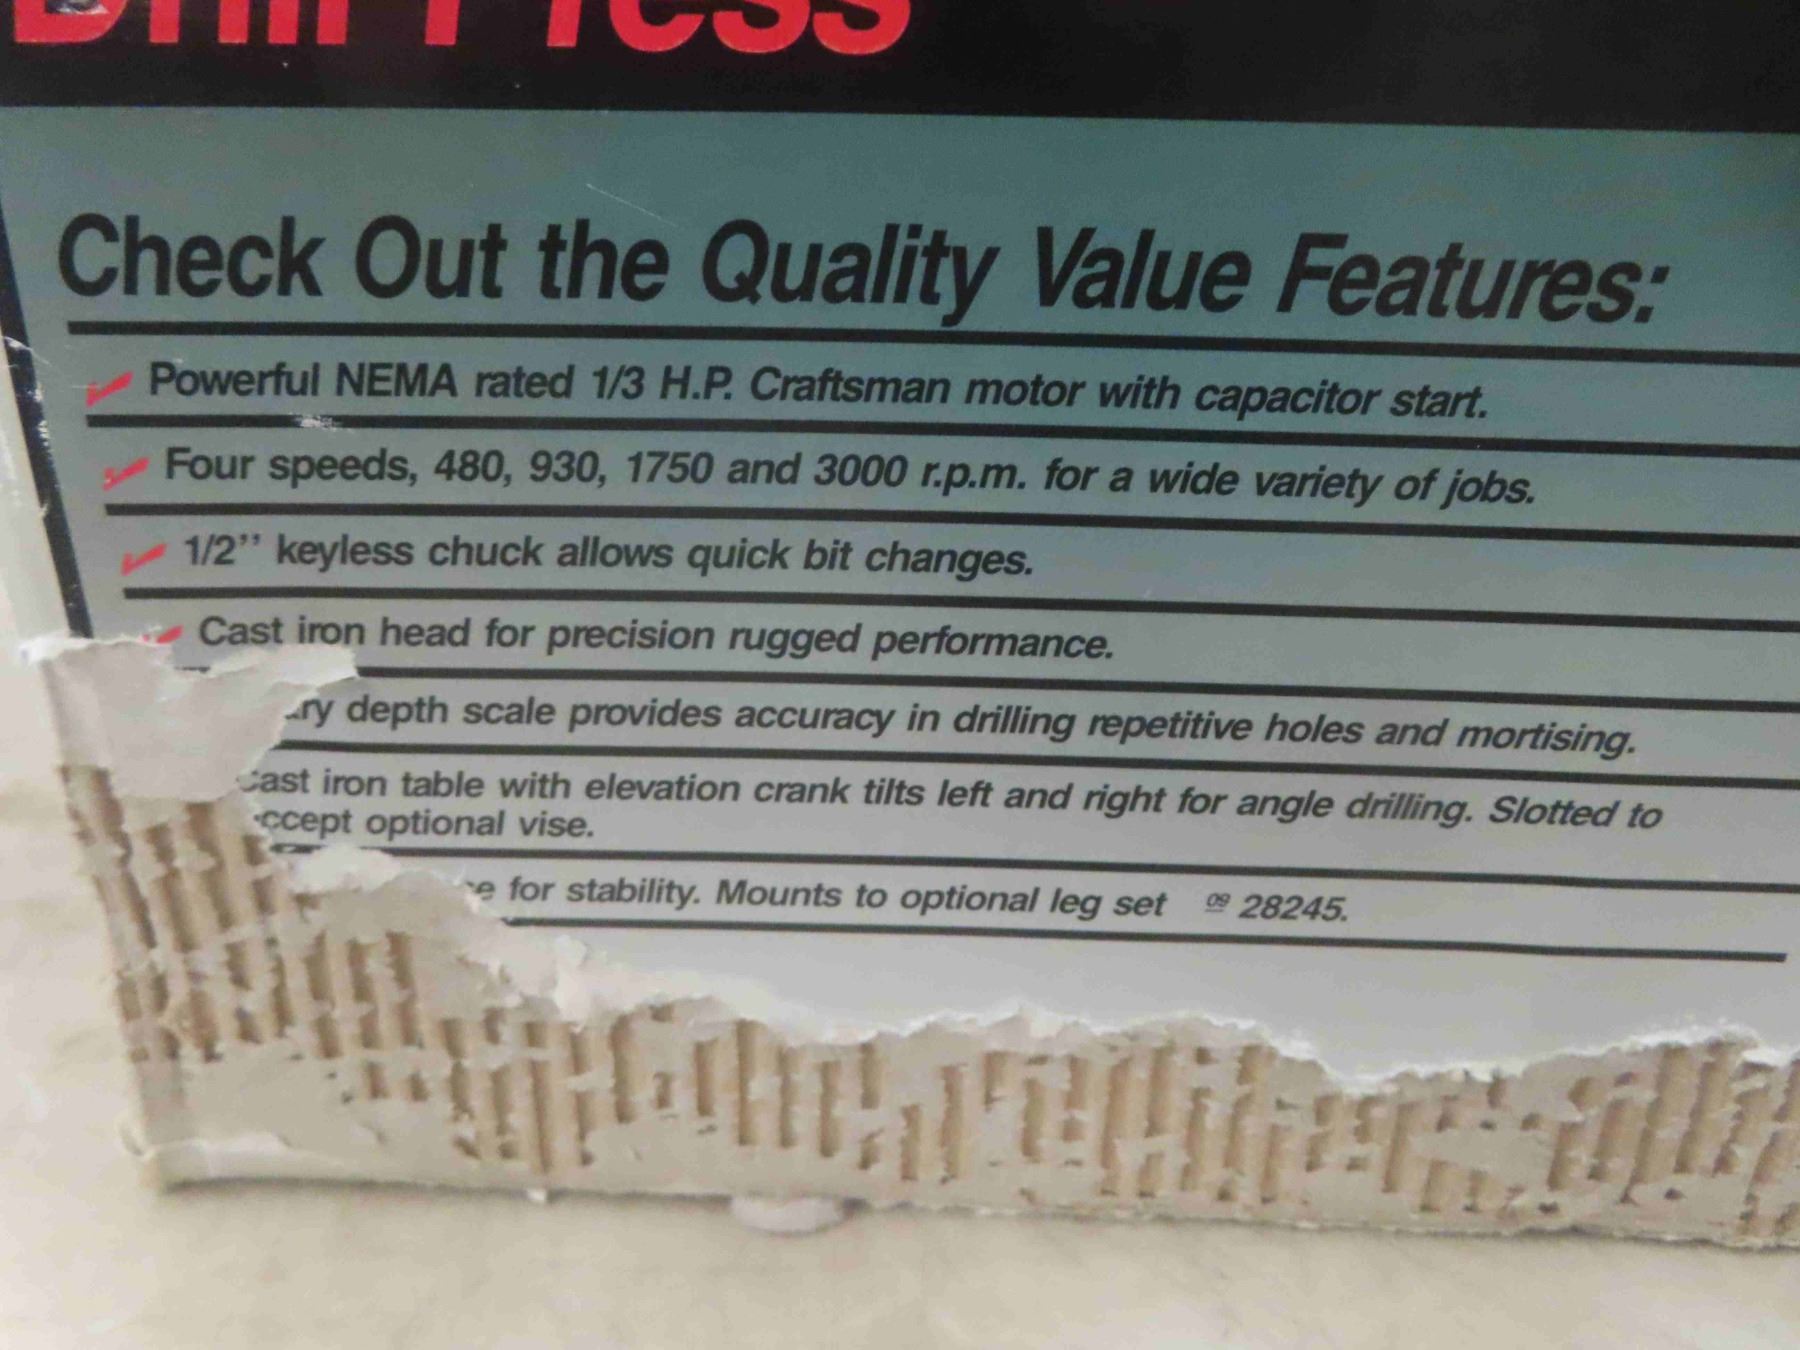 Drill Press
Check Out the Quality Value Features:
Powerful NEMA rated 1/3 H.P. Craftsman motor with capacitor start.
Four speeds, 480, 930, 1750 and 3000 r.p.m. for a wide variety of jobs.
1/2'' keyless chuck allows quick bit changes.
Cast iron head for precision rugged performance.
depth scale provides accuracy in drilling repetitive holes and mortising.
Cast iron table with elevation crank tilts left and right for angle drilling. Slotted to
accept optional vise.
for stability. Mounts to optional leg set 09 28245.